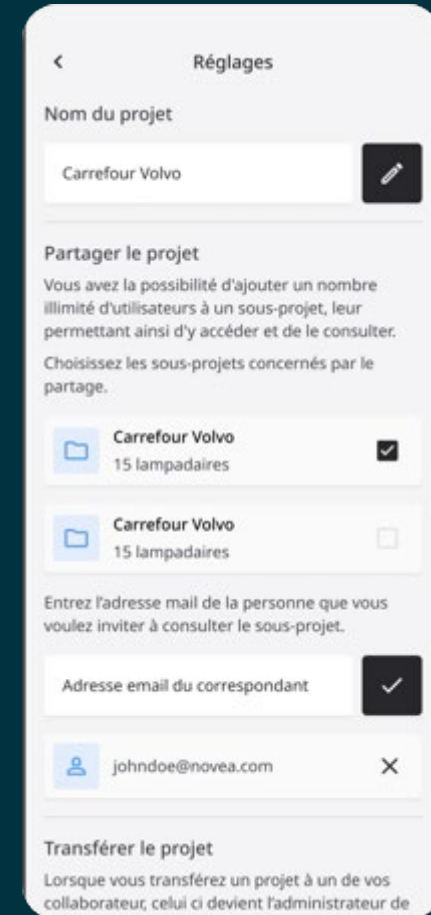 Réglages
Nom du projet
Carrefour Volvo
Partager le projet
Vous avez la possibilité d'ajouter un nombre
illimité d'utilisateurs à un sous-projet, leur
permettant ainsi d'y accéder et de le consulter.
Choisissez les sous-projets concernés par le
partage.
Carrefour Volvo
15 lampadaires
Carrefour Volvo
15 lampadaires
Entrez l'adresse mail de la personne que vous
voulez inviter à consulter le sous-projet.
Adresse email du correspondant
johndoe@novea.com
Transférer le projet
Lorsque vous transférez un projet à un de vos
collaborateur, celui ci devient l'administrateur de